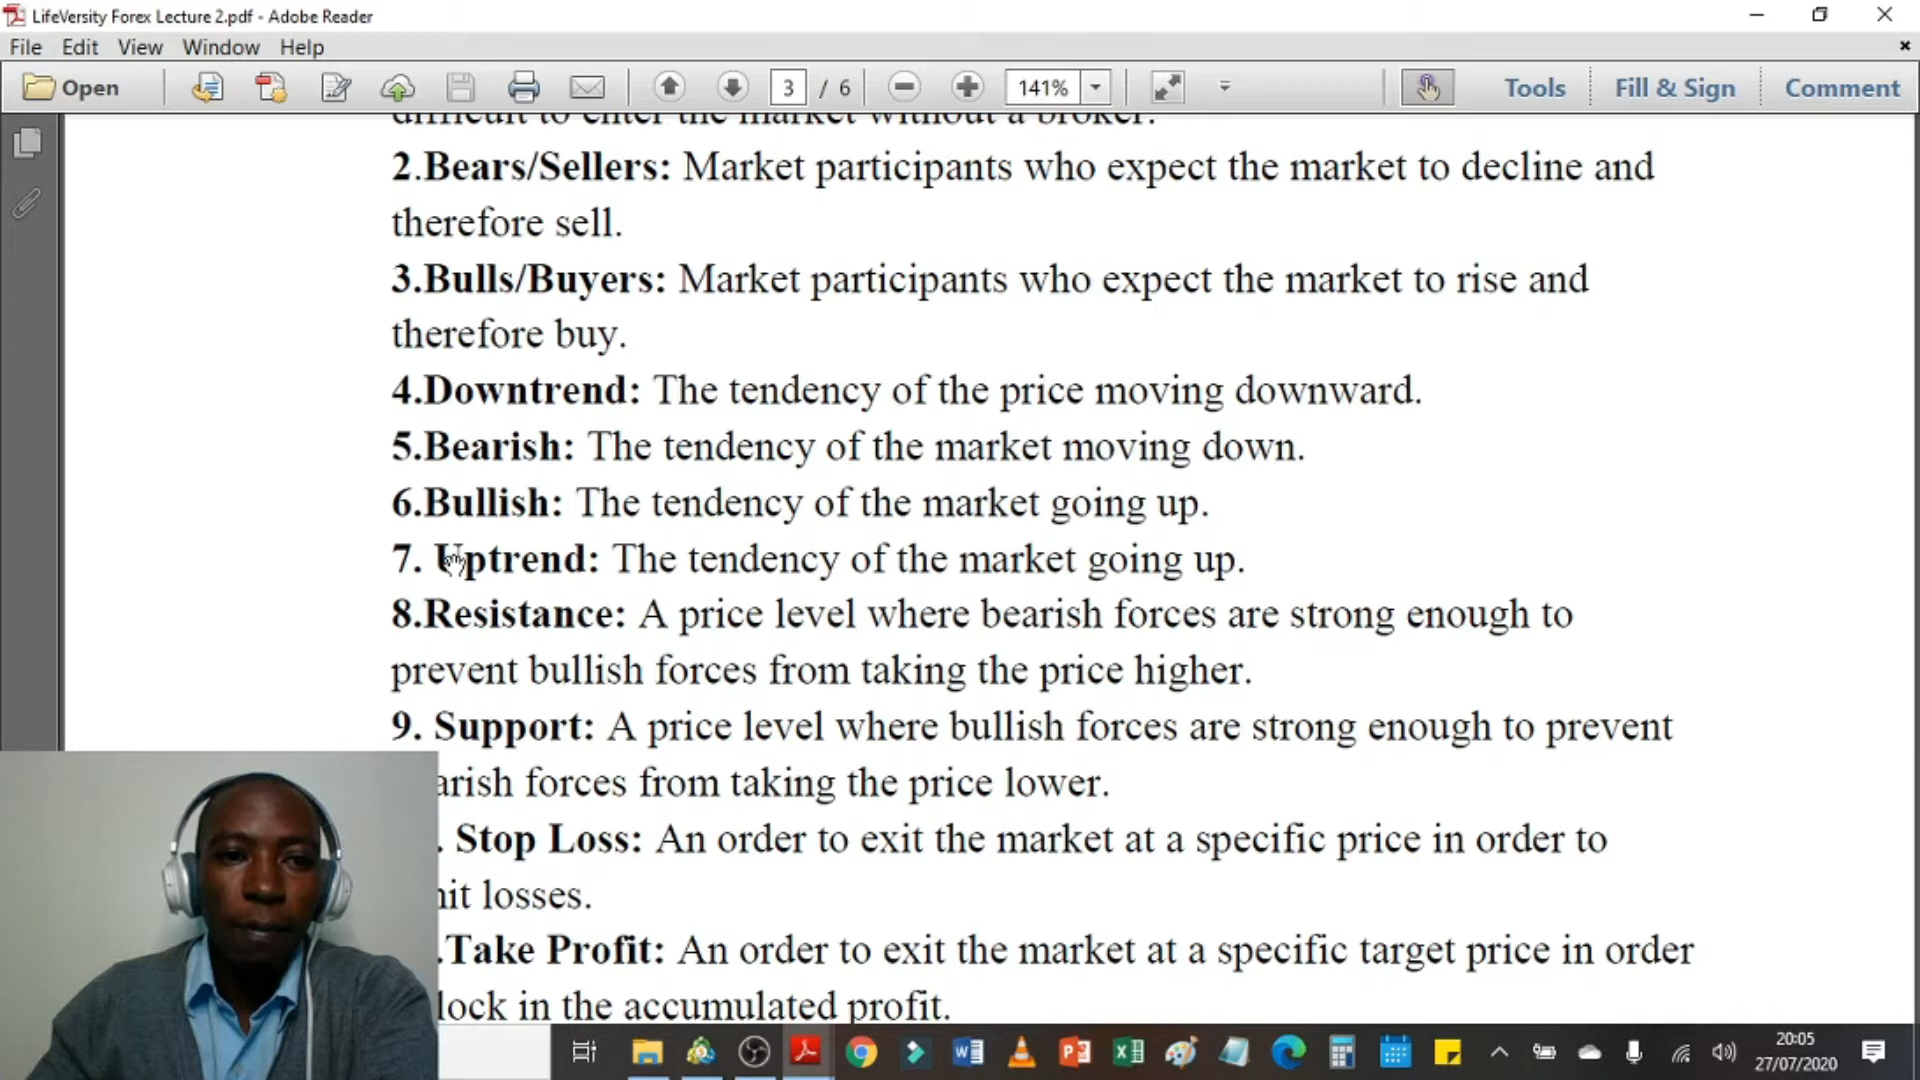 LifeVersity Forex Lecture 2.pdf - Adobe Reader
File Edit View Window Help
Open 3 / 6 141% Tools Fill & Sign Comment
difficult to enter the market without a broker.
2.Bears/Sellers: Market participants who expect the market to decline and
therefore sell.
3.Bulls/Buyers: Market participants who expect the market to rise and
therefore buy.
4.Downtrend: The tendency of the price moving downward.
5.Bearish: The tendency of the market moving down.
6.Bullish: The tendency of the market going up.
7. Uptrend: The tendency of the market going up.
8.Resistance: A price level where bearish forces are strong enough to
prevent bullish forces from taking the price higher.
9. Support: A price level where bullish forces are strong enough to prevent
arish forces from taking the price lower.
. Stop Loss: An order to exit the market at a specific price in order to
nit losses.
.Take Profit: An order to exit the market at a specific target price in order
lock in the accumulated profit.
20:05
27/07/2020